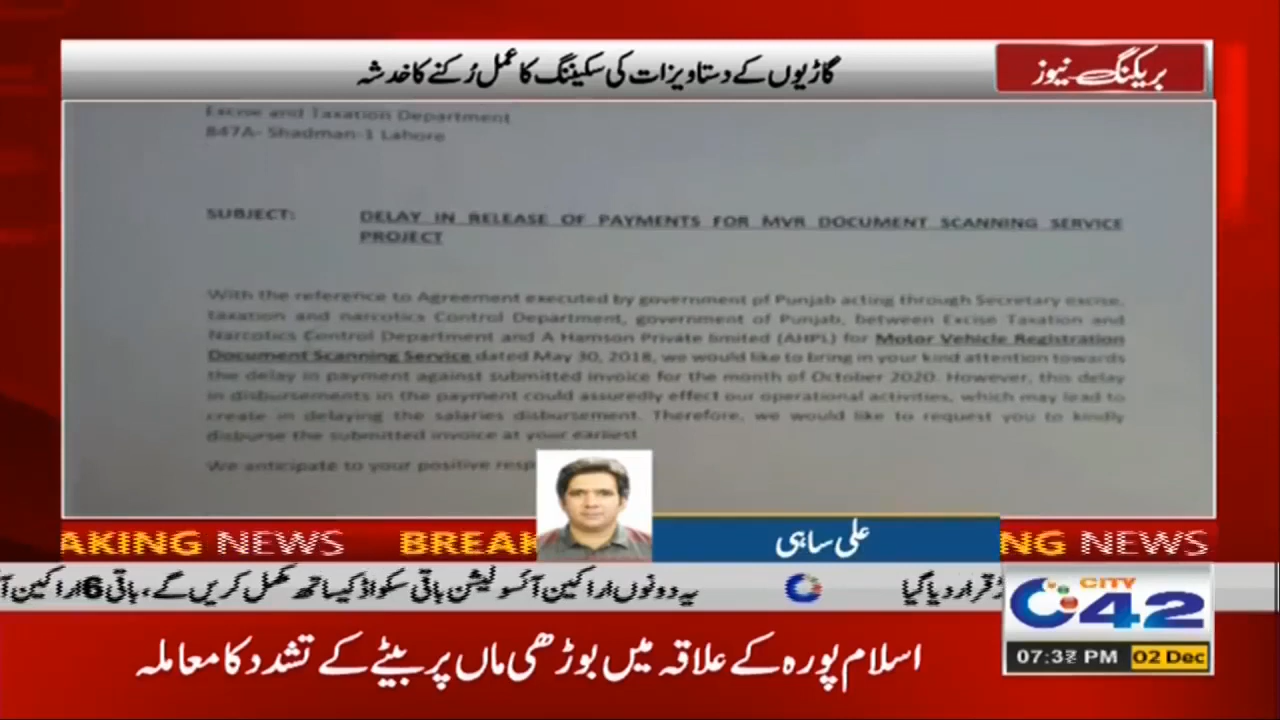 گاڑیوں کے دستاویزات کی سکیننگ کا عمل رُکنے کا خدشہ
بریکنگ نیوز
Excise and Taxation Department
847A- Shadman-1 Lahore
SUBJECT: DELAY IN RELEASE OF PAYMENTS FOR MVR DOCUMENT SCANNING SERVICE
PROJECT
With the reference to Agreement executed by government of Punjab acting through Secretary excise,
taxation and narcotics Control Department, government of Punjab, between Excise Taxation and
Narcotics Control Department and A Hamson Private limited (AHPL) for Motor Vehicle Registration
Document Scanning Service dated May 30, 2018, we would like to bring in your kind attention towards
the delay in payment against submitted invoice for the month of October 2020. However, this delay
in disbursements in the payment could assuredly effect our operational activities, which may lead to
create in delaying the salaries disbursement. Therefore, we would like to request you to kindly
disburse the submitted invoice at your earliest
We anticipate to your positive resp
AKING NEWS BREAK NG NEWS
علی ساہی
قرار دیا گیا
یہ دونوں اراکین آئسولیشن باقی سکواڈ کیساتھ مکمل کریں گے، باقی 6 اراکین
CITY
42
07:3 PM 02 Dec
اسلام پورہ کے علاقہ میں بوڑھی ماں پر بیٹے کے تشدد کا معاملہ